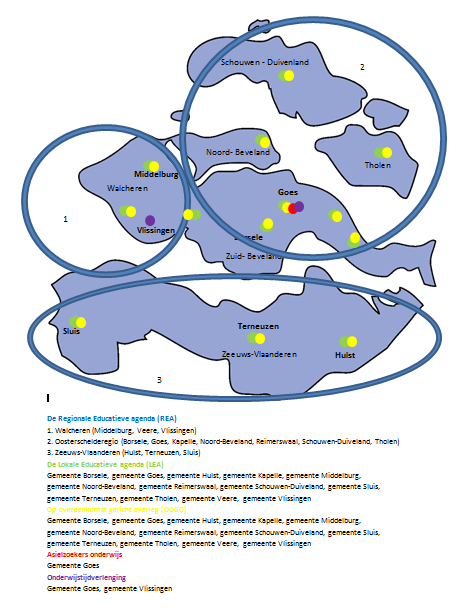 Schouwen - Duivenland
2
Noord- Beveland
Tholen
Middelburg
Walcheren
Goes
1
Vlissingen
Borsele
Zuid- Beveland
Sluis
Terneuzen
Zeeuws-Vlaanderen
Hulst
3
De Regionale Educatieve agenda (REA)
1. Walcheren (Middelburg, Veere, Vlissingen)
2. Oosterschelderegio (Borsele, Goes, Kapelle, Noord-Beveland, Reimerswaal, Schouwen-Duiveland, Tholen)
3. Zeeuws-Vlaanderen (Hulst, Terneuzen, Sluis)
De Lokale Educatieve agenda (LEA)
Gemeente Borsele, gemeente Goes, gemeente Hulst, gemeente Kapelle, gemeente Middelburg,
gemeente Noord-Beveland, gemeente Reimerswaal, gemeente Schouwen-Duiveland, gemeente Sluis,
gemeente Terneuzen, gemeente Tholen, gemeente Veere, gemeente Vlissingen
Op overeenkomst gericht overleg (OOGO)
Gemeente Borsele, gemeente Goes, gemeente Hulst, gemeente Kapelle, gemeente Middelburg,
gemeente Noord-Beveland, gemeente Reimerswaal, gemeente Schouwen-Duiveland, gemeente Sluis,
gemeente Terneuzen, gemeente Tholen, gemeente Veere, gemeente Vlissingen
Asielzoekers onderwijs
Gemeente Goes
Onderwijstijdverlenging
Gemeente Goes, gemeente Vlissingen